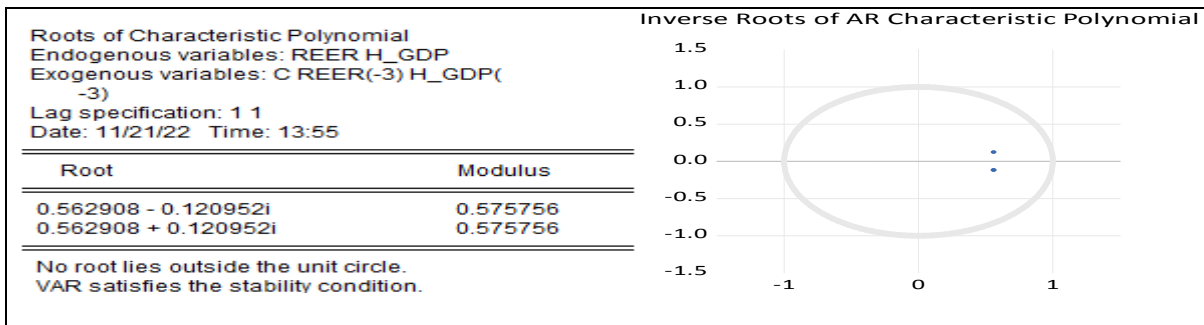 Roots of Characteristic Polynomial
Endogenous variables: REER H_GDP
Exogenous variables: C REER(-3) H_GDP(
-3)
Lag specification: 1 1
Date: 11/21/22 Time: 13:55
Root Modulus
0.562908 - 0.120952i 0.575756
0.562908 + 0.120952i 0.575756
No root lies outside the unit circle.
VAR satisfies the stability condition.
Inverse Roots of AR Characteristic Polynomial
1.5
1.0
0.5
0.0
-0.5
-1.0
-1.5
-1 0 1